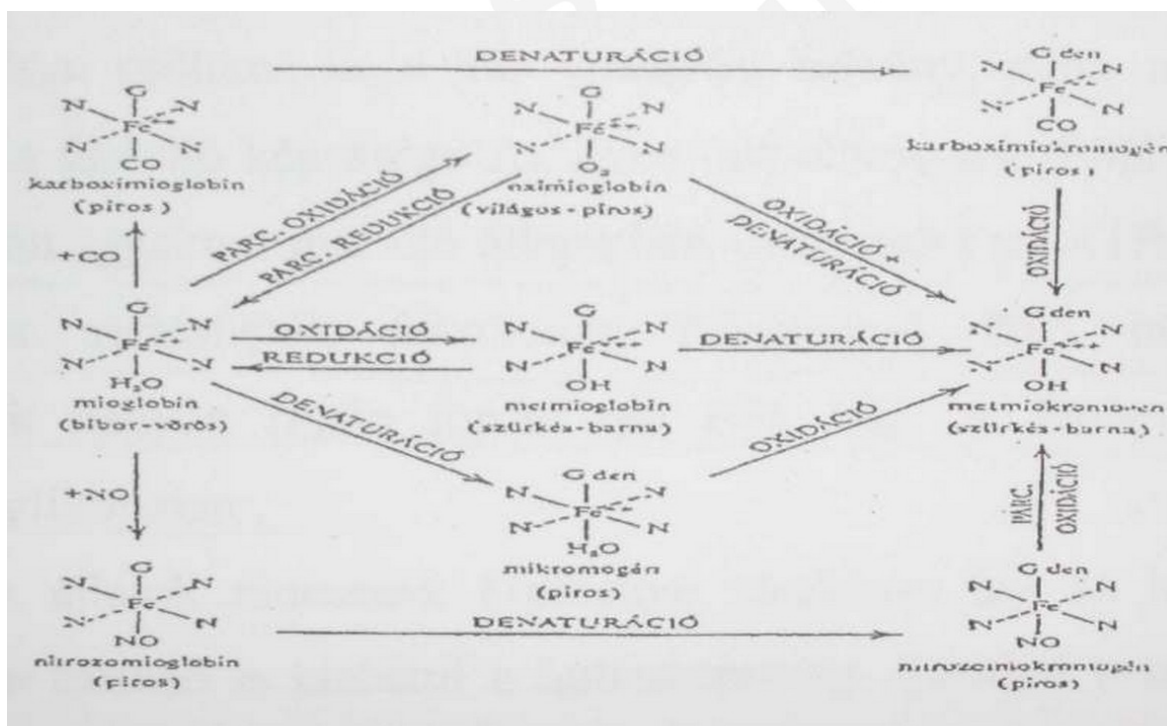 DENATURÁCIÓ
G
N N
Fe++
N N
CO
karboximioglobin
(piros)
G
N N
Fe++
N N
O2
oximioglobin
(világos-piros)
G den
N N
Fe++
N N
CO
karboximiokromogén
(piros)
+CO
PARC. OXIDÁCIÓ
PARC. REDUKCIÓ
OXIDÁCIÓ +
DENATURÁCIÓ
OXIDÁCIÓ
G
N N
Fe++
N N
H2O
mioglobin
(bibor-vörös)
OXIDÁCIÓ
REDUKCIÓ
G
N N
Fe+++
N N
OH
metmioglobin
(szürkés-barna)
DENATURÁCIÓ
G den
N N
Fe+++
N N
OH
(szürkés-barna)
DENATURÁCIÓ
OXIDÁCIÓ
+NO
G den
N N
Fe++
N N
H2O
mikromogén
(piros)
PARC.
OXIDÁCIÓ
G
N N
Fe
N N
NO
nitrozomioglobin
(piros)
DENATURÁCIÓ
G den
N N
Fe
N N
NO
(piros)